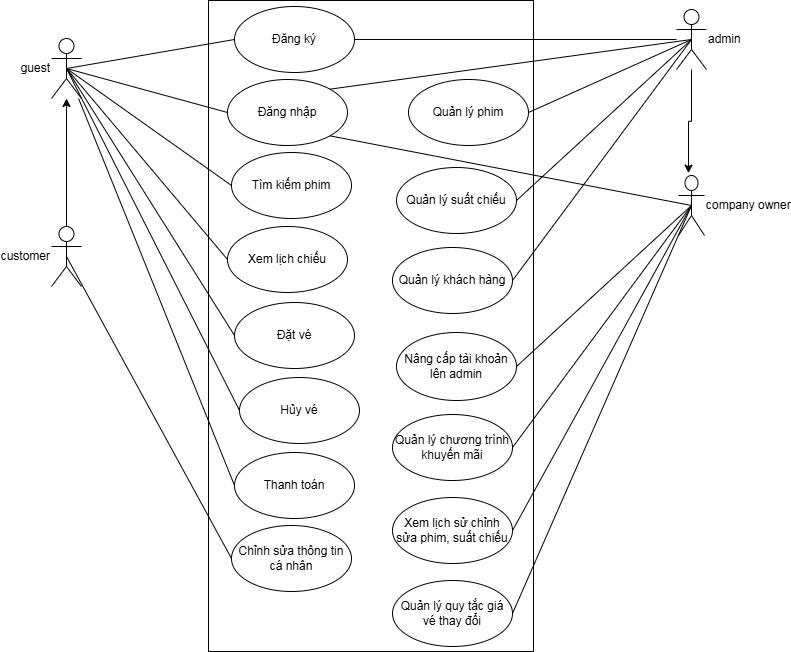 Đăng ký
admin
guest
Đăng nhập
Quản lý phim
Tìm kiếm phim
Quản lý suất chiếu
company owner
customer
Xem lịch chiếu
Quản lý khách hàng
Đặt vé
Nâng cấp tài khoản
lên admin
Hủy vé
Quản lý chương trình
khuyến mãi
Thanh toán
Xem lịch sử chỉnh
sửa phim, suất chiếu
Chỉnh sửa thông tin
cá nhân
Quản lý quy tắc giá
vé thay đổi